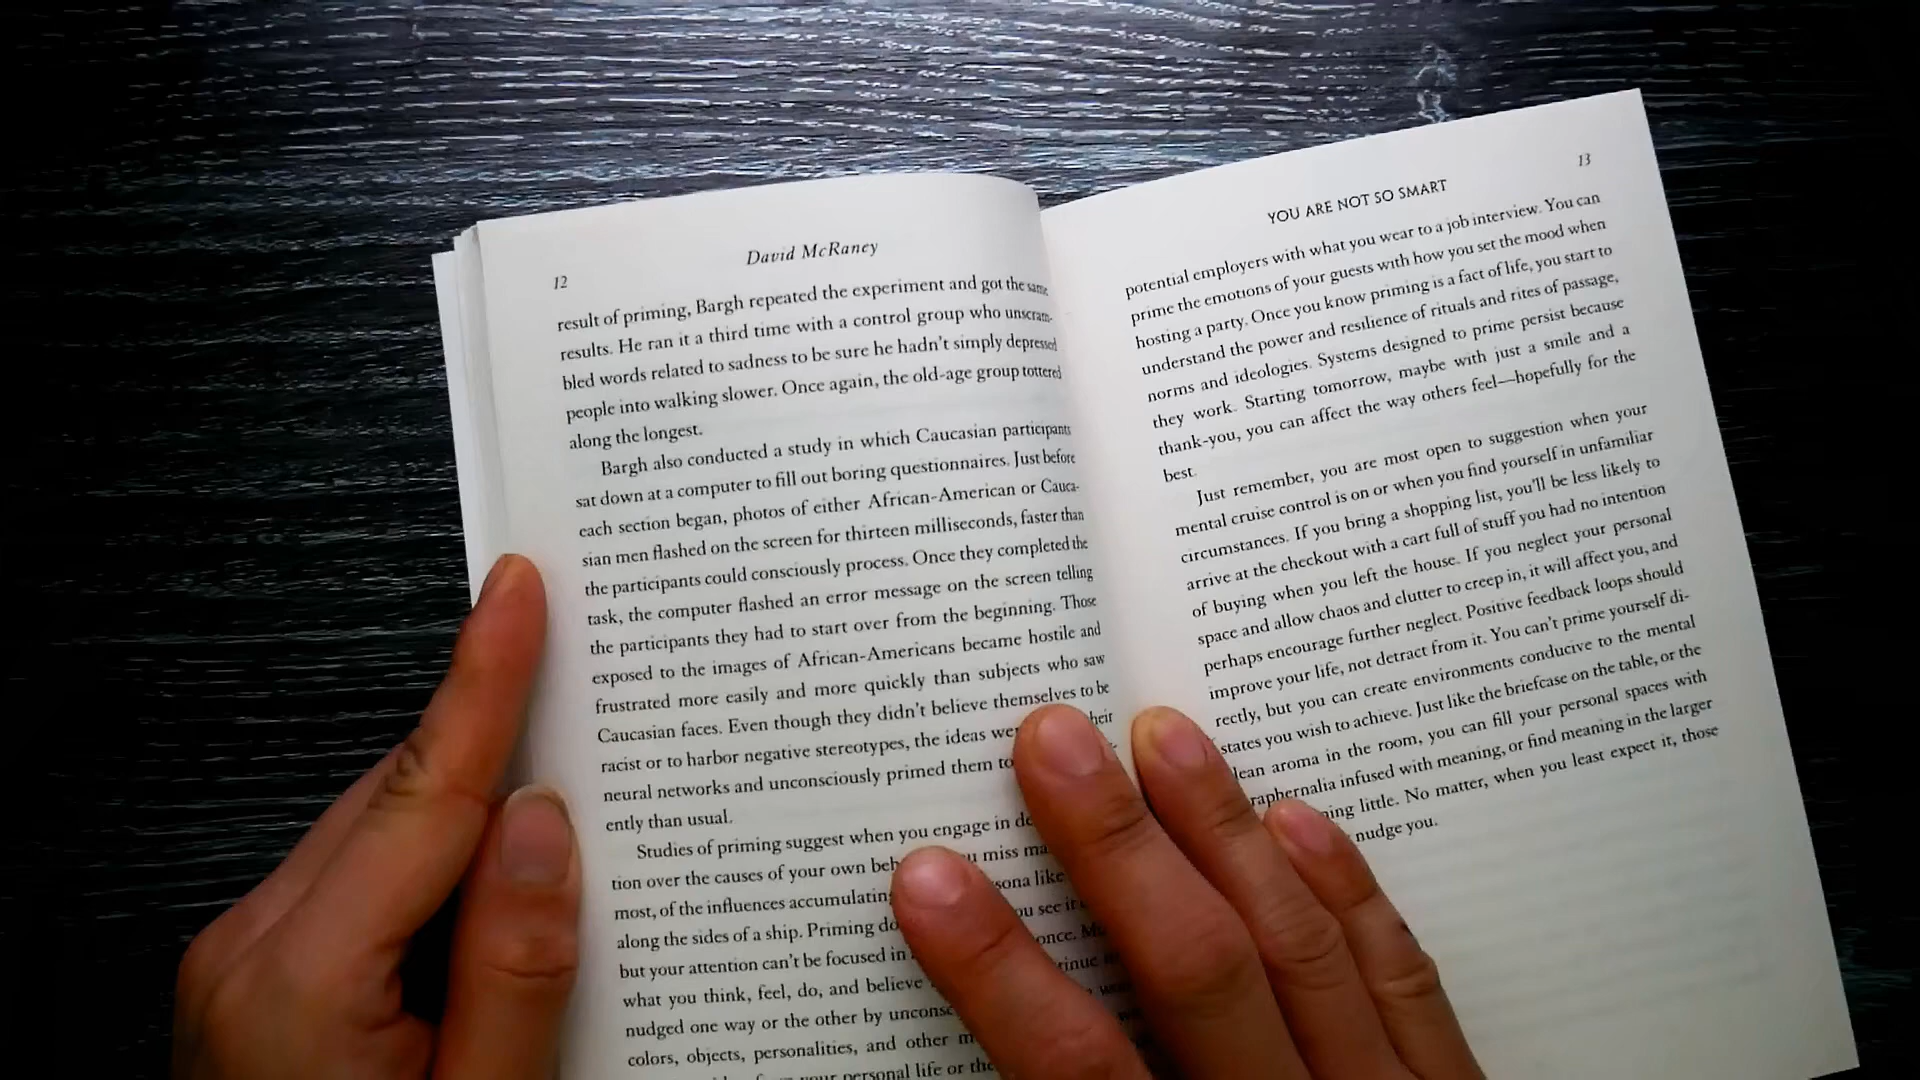 12
David McRaney
result of priming, Bargh repeated the experiment and got the same
results. He ran it a third time with a control group who unscram-
bled words related to sadness to be sure he hadn't simply depressed
people into walking slower. Once again, the old-age group tottered
along the longest.
Bargh also conducted a study in which Caucasian participants
sat down at a computer to fill out boring questionnaires. Just before
each section began, photos of either African-American or Cauca-
sian men flashed on the screen for thirteen milliseconds, faster than
the participants could consciously process. Once they completed the
task, the computer flashed an error message on the screen telling
the participants they had to start over from the beginning. Those
exposed to the images of African-Americans became hostile and
frustrated more easily and more quickly than subjects who saw
Caucasian faces. Even though they didn't believe themselves to be
racist or to harbor negative stereotypes, the ideas
neural networks and unconsciously primed them to
ently than usual.
Studies of priming suggest when you engage in
tion over the causes of your own miss
most, of the influences accumulating like
along the sides of a ship. Priming see it
but your attention can't be focused in once.
what you think, feel, do, and believe
nudged one way or the other by
colors, objects, personalities, and other
your personal life or the
13
YOU ARE NOT SO SMART
potential employers with what you wear to a job interview. You can
prime the emotions of your guests with how you set the mood when
hosting a party. Once you know priming is a fact of life, you start to
understand the power and resilience of rituals and rites of passage,
norms and ideologies. Systems designed to prime persist because
they work. Starting tomorrow, maybe with just a smile and a
thank-you, you can affect the way others feel—hopefully for the
best.
Just remember, you are most open to suggestion when your
mental cruise control is on or when you find yourself in unfamiliar
circumstances. If you bring a shopping list, you'll be less likely to
arrive at the checkout with a cart full of stuff you had no intention
of buying when you left the house. If you neglect your personal
space and allow chaos and clutter to creep in, it will affect you, and
perhaps encourage further neglect. Positive feedback loops should
improve your life, not detract from it. You can't prime yourself di-
rectly, but you can create environments conducive to the mental
states you wish to achieve. Just like the briefcase on the table, or the
lean aroma in the room, you can fill your personal spaces with
raphernalia infused with meaning, or find meaning in the larger
ning little. No matter, when you least expect it, those
nudge you.